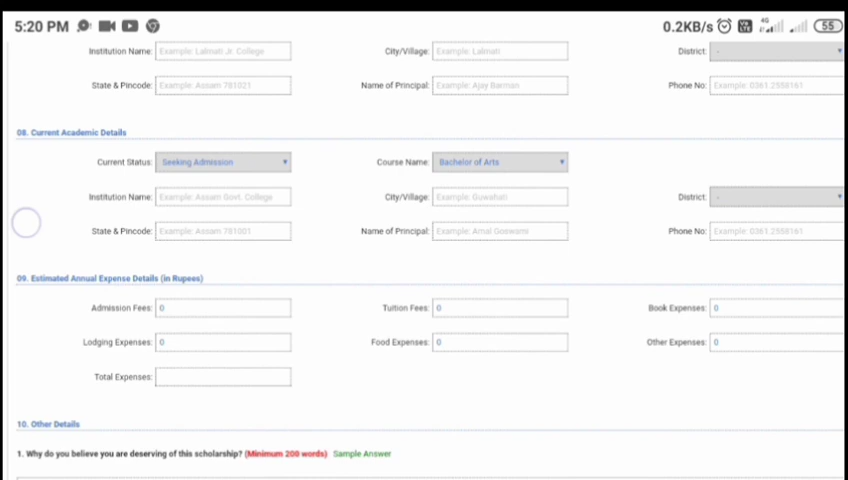 5:20 PM 0.2KB/s Vo LTE 4G 55
Institution Name: Example: Lalmati Jr. College City/Village: Example: Lalmati District: -
State & Pincode: Example: Assam 781021 Name of Principal: Example: Ajay Barman Phone No: Example: 0361.2558161
08. Current Academic Details
Current Status: Seeking Admission Course Name: Bachelor of Arts
Institution Name: Example: Assam Govt. College City/Village: Example: Guwahati District: -
State & Pincode: Example: Assam 781001 Name of Principal: Example: Amal Goswami Phone No: Example: 0361.2558161
09. Estimated Annual Expense Details (in Rupees)
Admission Fees: 0 Tuition Fees: 0 Book Expenses: 0
Lodging Expenses: 0 Food Expenses: 0 Other Expenses: 0
Total Expenses:
10. Other Details
1. Why do you believe you are deserving of this scholarship? (Minimum 200 words) Sample Answer